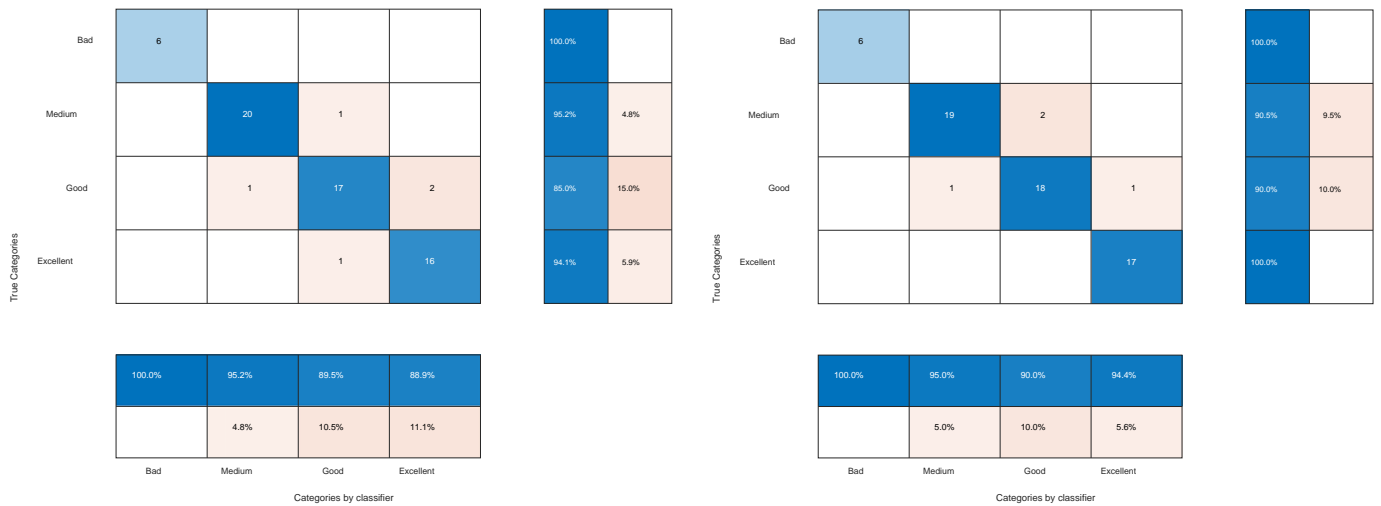 Bad 6 100.0%
Medium 20 1 95.2% 4.8%
Good 1 17 2 85.0% 15.0%
Excellent 1 16 94.1% 5.9%
True Categories
100.0% 95.2% 89.5% 88.9%
4.8% 10.5% 11.1%
Bad Medium Good Excellent
Categories by classifier
Bad 6 100.0%
Medium 19 2 90.5% 9.5%
Good 1 18 1 90.0% 10.0%
Excellent 17 100.0%
True Categories
100.0% 95.0% 90.0% 94.4%
5.0% 10.0% 5.6%
Bad Medium Good Excellent
Categories by classifier